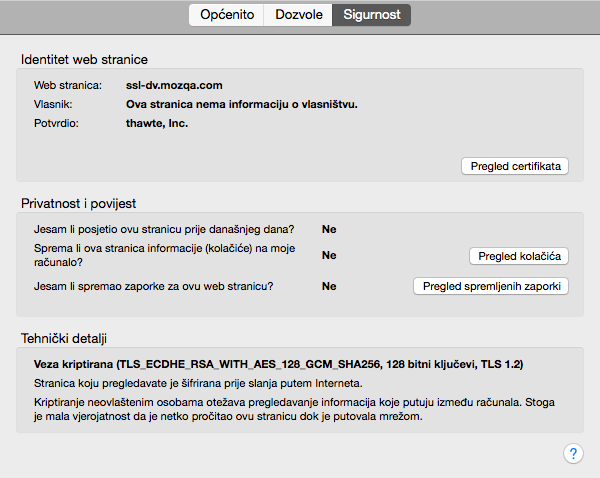 Općenito Dozvole Sigurnost
Identitet web stranice
Web stranica: ssl-dv.mozqa.com
Vlasnik: Ova stranica nema informaciju o vlasništvu.
Potvrdio: thawte, Inc.
Pregled certifikata
Privatnost i povijest
Jesam li posjetio ovu stranicu prije današnjeg dana? Ne
Sprema li ova stranica informacije (kolačiće) na moje
računalo? Ne Pregled kolačića
Jesam li spremao zaporke za ovu web stranicu? Ne Pregled spremljenih zaporki
Tehnički detalji
Veza kriptirana (TLS_ECDHE_RSA_WITH_AES_128_GCM_SHA256, 128 bitni ključevi, TLS 1.2)
Stranica koju pregledavate je šifrirana prije slanja putem Interneta.
Kriptiranje neovlaštenim osobama otežava pregledavanje informacija koje putuju između računala. Stoga
je mala vjerojatnost da je netko pročitao ovu stranicu dok je putovala mrežom.
?